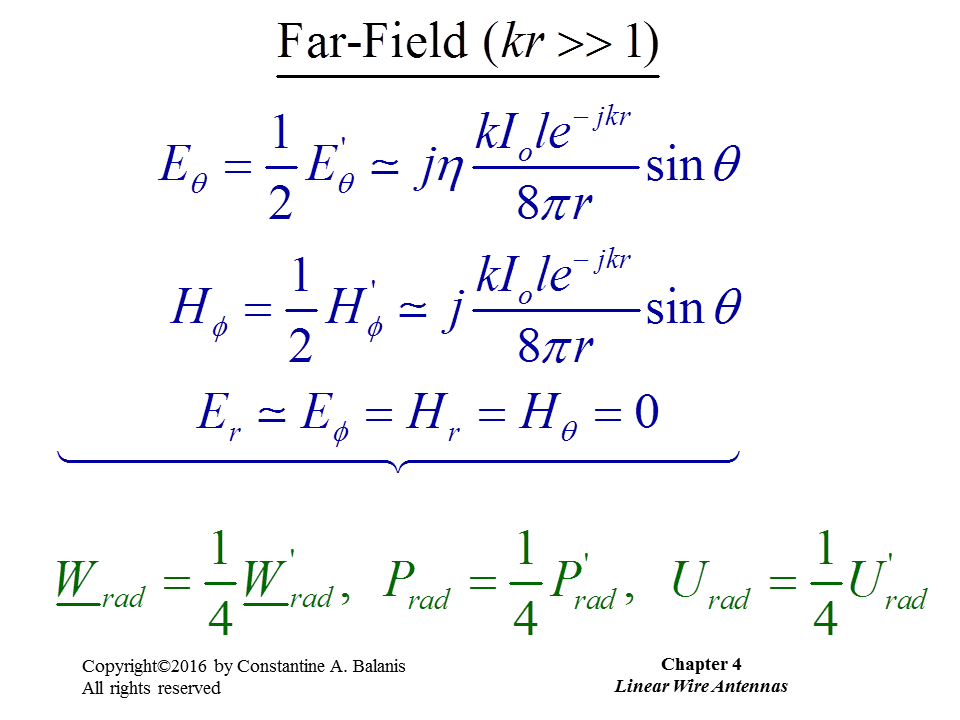 Far-Field (kr >> 1)
E_θ = 1/2 E'_θ ≃ jη kI_o le^{-jkr}/8πr sin θ
H_ϕ = 1/2 H'_ϕ ≃ j kI_o le^{-jkr}/8πr sin θ
E_r ≃ E_ϕ = H_r = H_θ = 0
W_rad = 1/4 W'_rad, P_rad = 1/4 P'_rad, U_rad = 1/4 U'_rad
Copyright©2016 by Constantine A. Balanis
All rights reserved
Chapter 4
Linear Wire Antennas